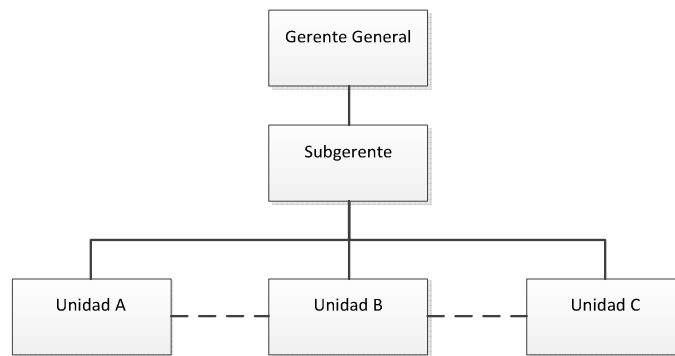 Gerente General
Subgerente
Unidad A
Unidad B
Unidad C